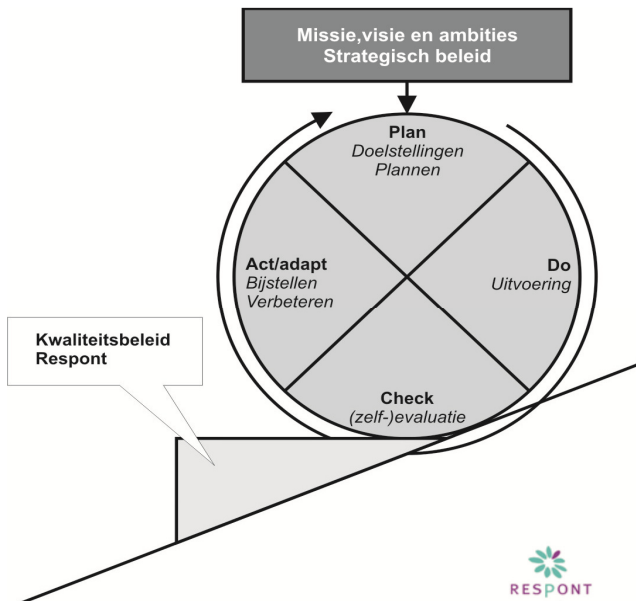 Missie,visie en ambities
Strategisch beleid
Plan
Doelstellingen
Plannen
Act/adapt
Bijstellen
Verbeteren
Do
Uitvoering
Kwaliteitsbeleid
Respont
Check
(zelf-)evaluatie
RESPONT